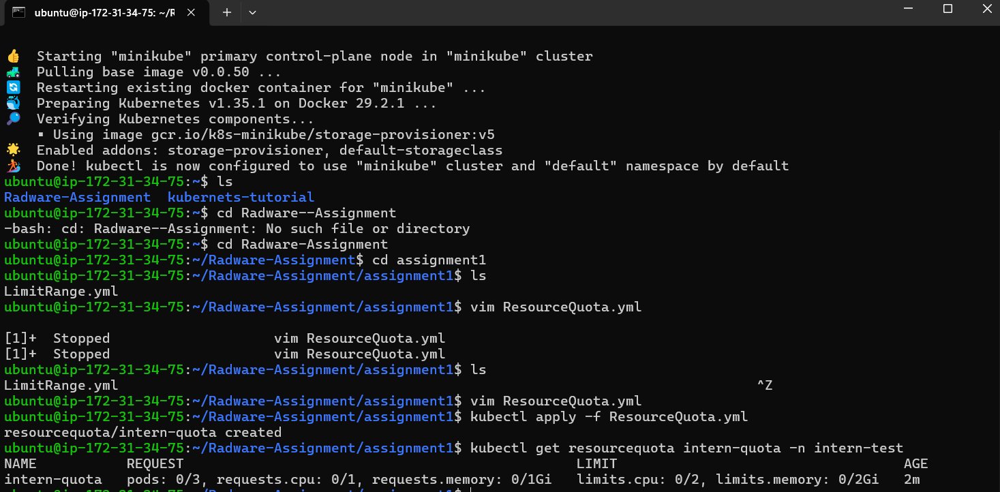 ubuntu@ip-172-31-34-75: ~/R
Starting "minikube" primary control-plane node in "minikube" cluster
Pulling base image v0.0.50 ...
Restarting existing docker container for "minikube" ...
Preparing Kubernetes v1.35.1 on Docker 29.2.1 ...
Verifying Kubernetes components...
▪ Using image gcr.io/k8s-minikube/storage-provisioner:v5
Enabled addons: storage-provisioner, default-storageclass
Done! kubectl is now configured to use "minikube" cluster and "default" namespace by default
ubuntu@ip-172-31-34-75:~$ ls
Radware-Assignment  kubernets-tutorial
ubuntu@ip-172-31-34-75:~$ cd Radware--Assignment
-bash: cd: Radware--Assignment: No such file or directory
ubuntu@ip-172-31-34-75:~$ cd Radware-Assignment
ubuntu@ip-172-31-34-75:~/Radware-Assignment$ cd assignment1
ubuntu@ip-172-31-34-75:~/Radware-Assignment/assignment1$ ls
LimitRange.yml
ubuntu@ip-172-31-34-75:~/Radware-Assignment/assignment1$ vim ResourceQuota.yml
[1]+  Stopped                    vim ResourceQuota.yml
[1]+  Stopped                    vim ResourceQuota.yml
ubuntu@ip-172-31-34-75:~/Radware-Assignment/assignment1$ ls
LimitRange.yml                                                                              ^Z
ubuntu@ip-172-31-34-75:~/Radware-Assignment/assignment1$ vim ResourceQuota.yml
ubuntu@ip-172-31-34-75:~/Radware-Assignment/assignment1$ kubectl apply -f ResourceQuota.yml
resourcequota/intern-quota created
ubuntu@ip-172-31-34-75:~/Radware-Assignment/assignment1$ kubectl get resourcequota intern-quota -n intern-test
NAME           REQUEST                                                LIMIT                                   AGE
intern-quota   pods: 0/3, requests.cpu: 0/1, requests.memory: 0/1Gi   limits.cpu: 0/2, limits.memory: 0/2Gi   2m
ubuntu@ip-172-31-34-75:~/Radware-Assignment/assignment1$